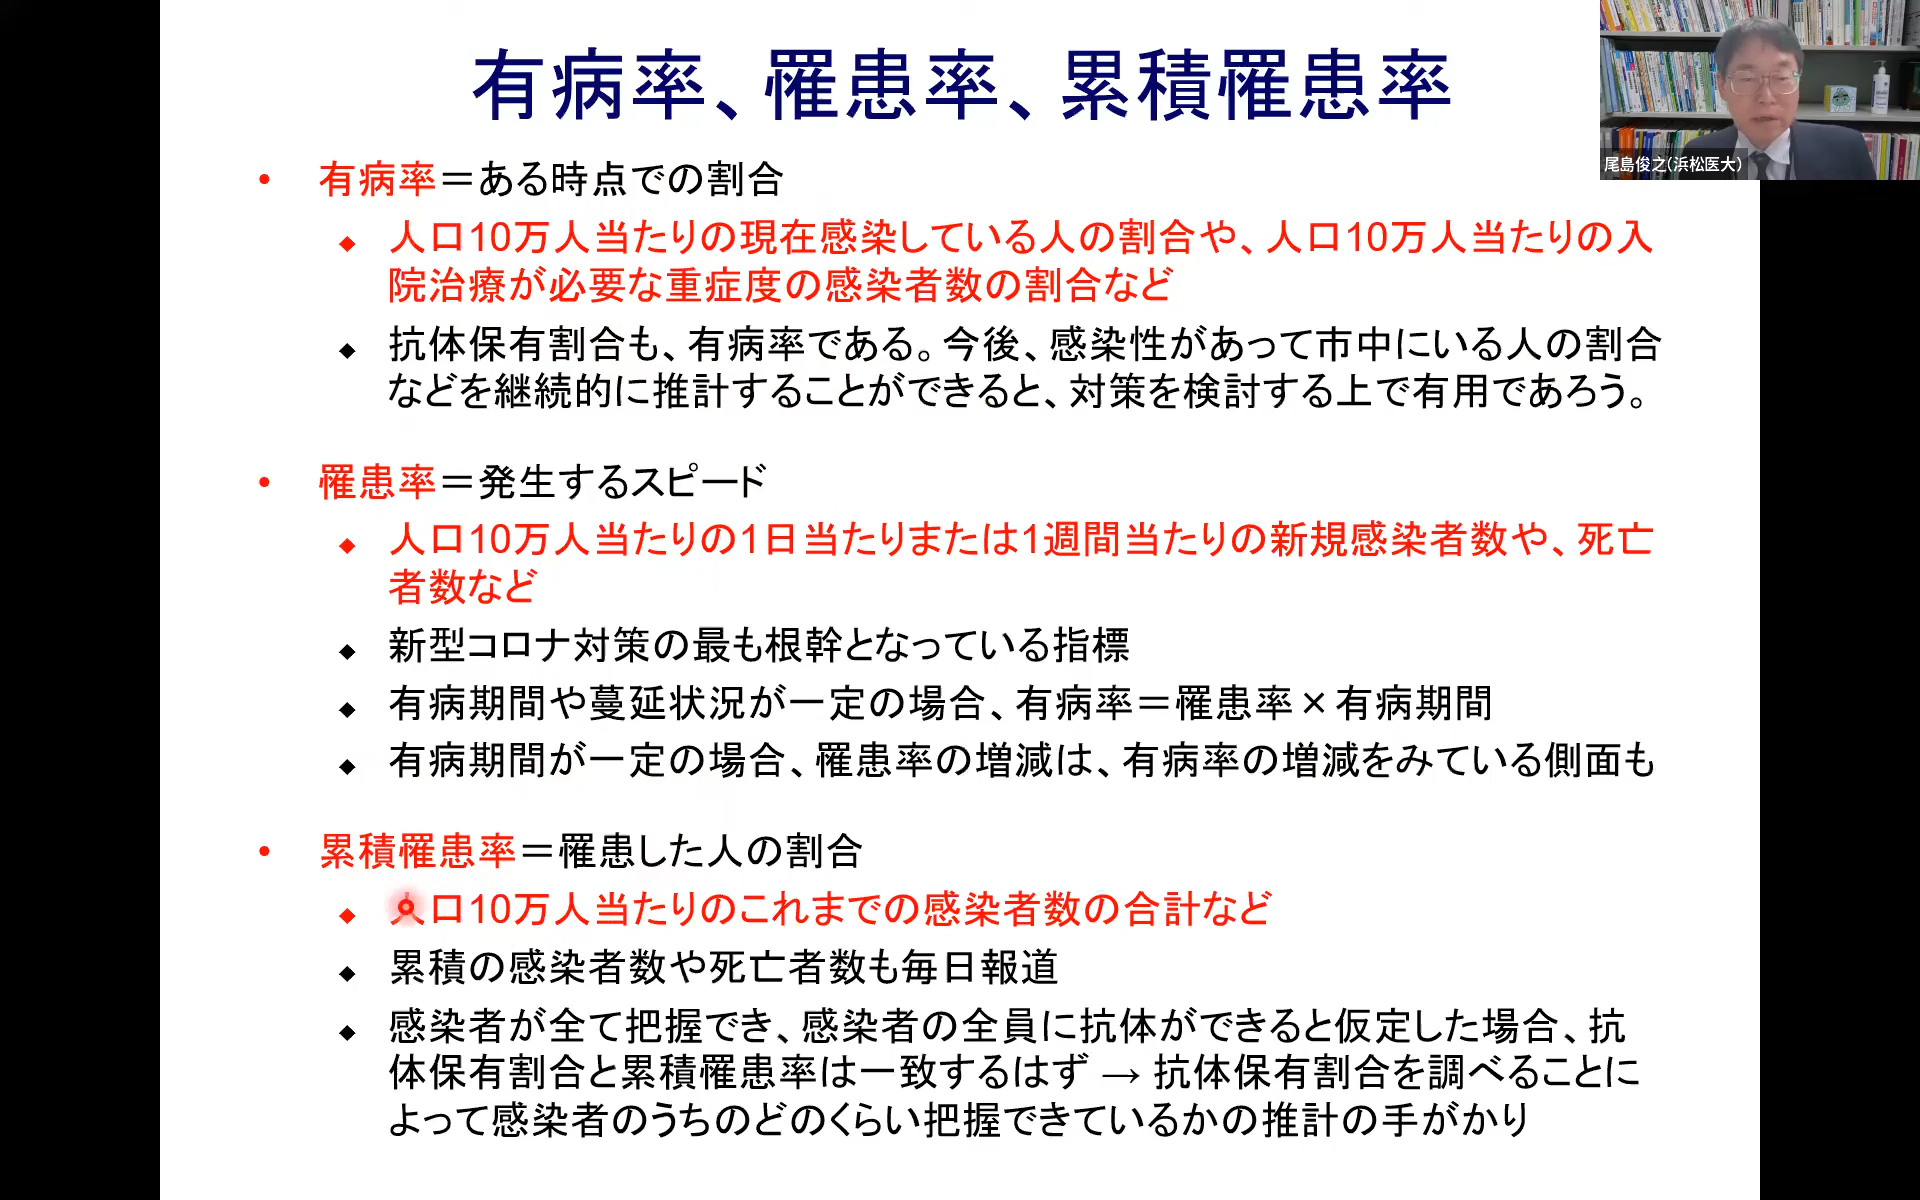 有病率、罹患率、累積罹患率
尾島俊之(浜松医大)
• 有病率＝ある時点での割合
◆ 人口10万人当たりの現在感染している人の割合や、人口10万人当たりの入
院治療が必要な重症度の感染者数の割合など
◆ 抗体保有割合も、有病率である。今後、感染性があって市中にいる人の割合
などを継続的に推計することができると、対策を検討する上で有用であろう。
• 罹患率＝発生するスピード
◆ 人口10万人当たりの1日当たりまたは1週間当たりの新規感染者数や、死亡
者数など
◆ 新型コロナ対策の最も根幹となっている指標
◆ 有病期間や蔓延状況が一定の場合、有病率＝罹患率×有病期間
◆ 有病期間が一定の場合、罹患率の増減は、有病率の増減をみている側面も
• 累積罹患率＝罹患した人の割合
◆ 人口10万人当たりのこれまでの感染者数の合計など
◆ 累積の感染者数や死亡者数も毎日報道
◆ 感染者が全て把握でき、感染者の全員に抗体ができると仮定した場合、抗
体保有割合と累積罹患率は一致するはず → 抗体保有割合を調べることに
よって感染者のうちのどのくらい把握できているかの推計の手がかり